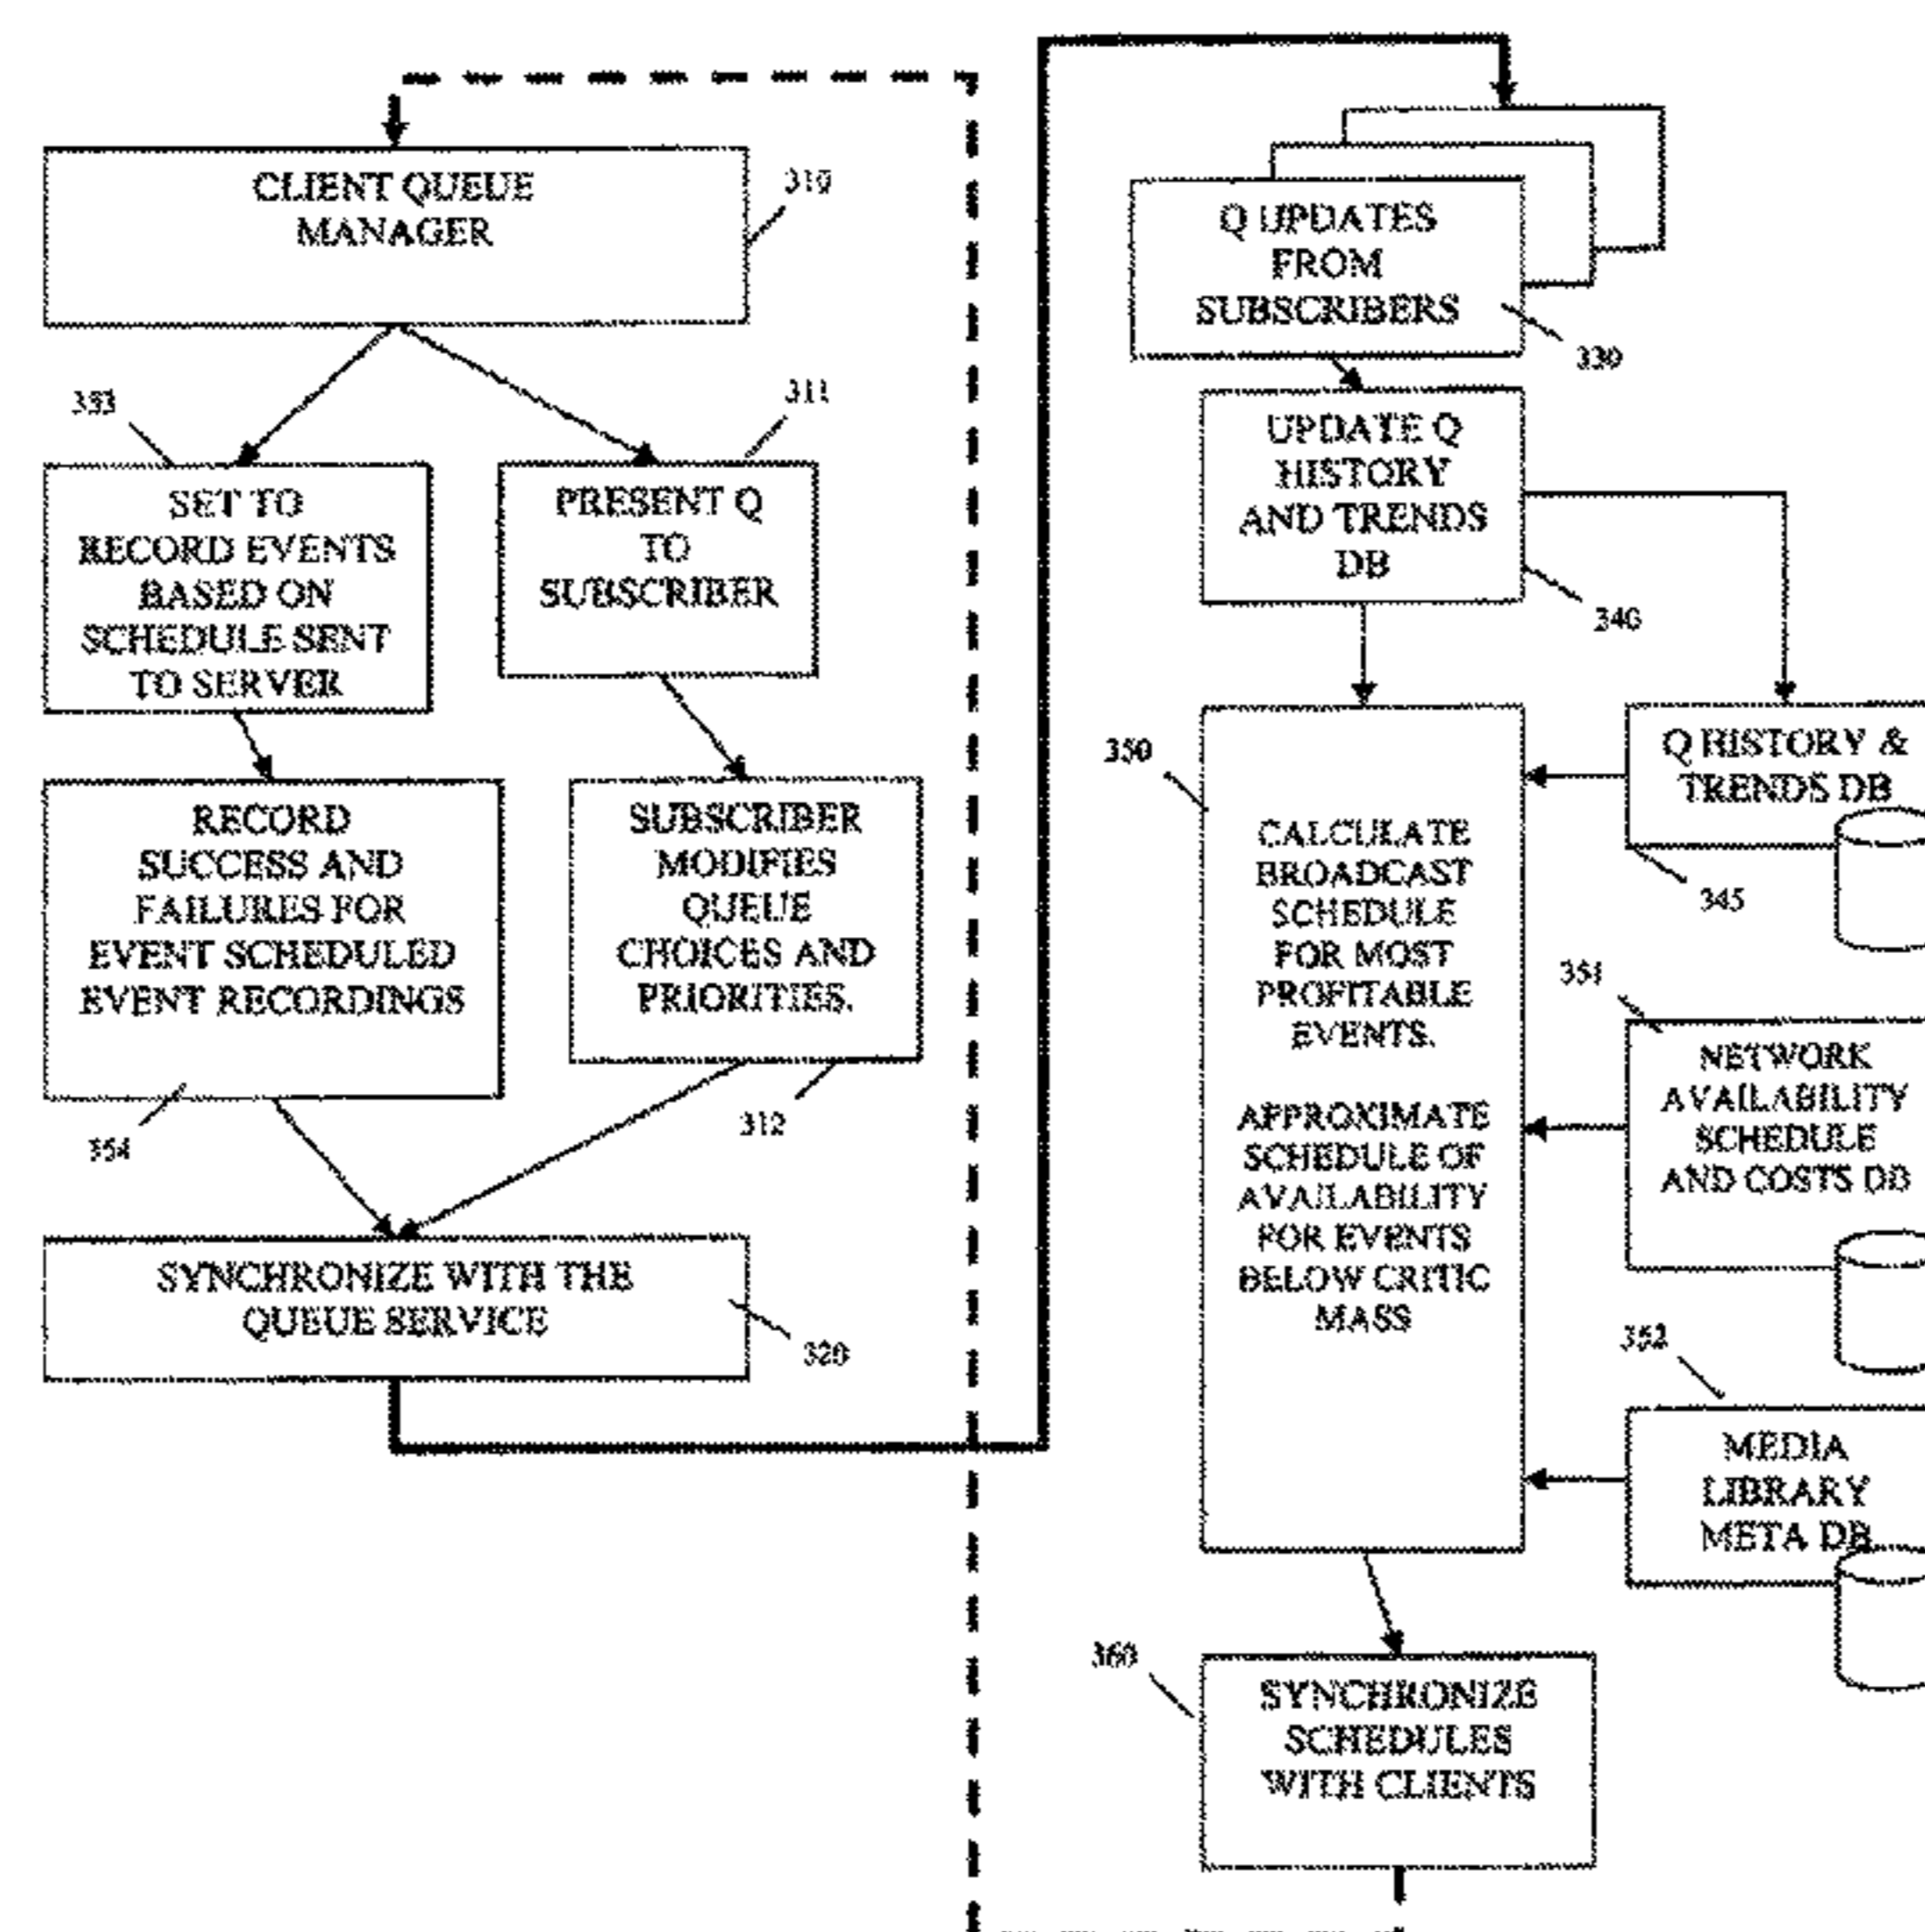 CLIENT QUEUE
MANAGER
310
353
311
SET TO
RECORD EVENTS
BASED ON
SCHEDULE SENT
TO SERVER
PRESENT Q
TO
SUBSCRIBER
RECORD
SUCCESS AND
FAILURES FOR
EVENT SCHEDULED
EVENT RECORDINGS
SUBSCRIBER
MODIFIES
QUEUE
CHOICES AND
PRIORITIES.
354
312
SYNCHRONIZE WITH THE
QUEUE SERVICE
320
Q UPDATES
FROM
SUBSCRIBERS
330
UPDATE Q
HISTORY
AND TRENDS
DB
340
350
CALCULATE
BROADCAST
SCHEDULE
FOR MOST
PROFITABLE
EVENTS.
APPROXIMATE
SCHEDULE OF
AVAILABILITY
FOR EVENTS
BELOW CRITIC
MASS
Q HISTORY &
TRENDS DB
345
351
NETWORK
AVAILABILITY
SCHEDULE
AND COSTS DB
352
MEDIA
LIBRARY
META DB
360
SYNCHRONIZE
SCHEDULES
WITH CLIENTS